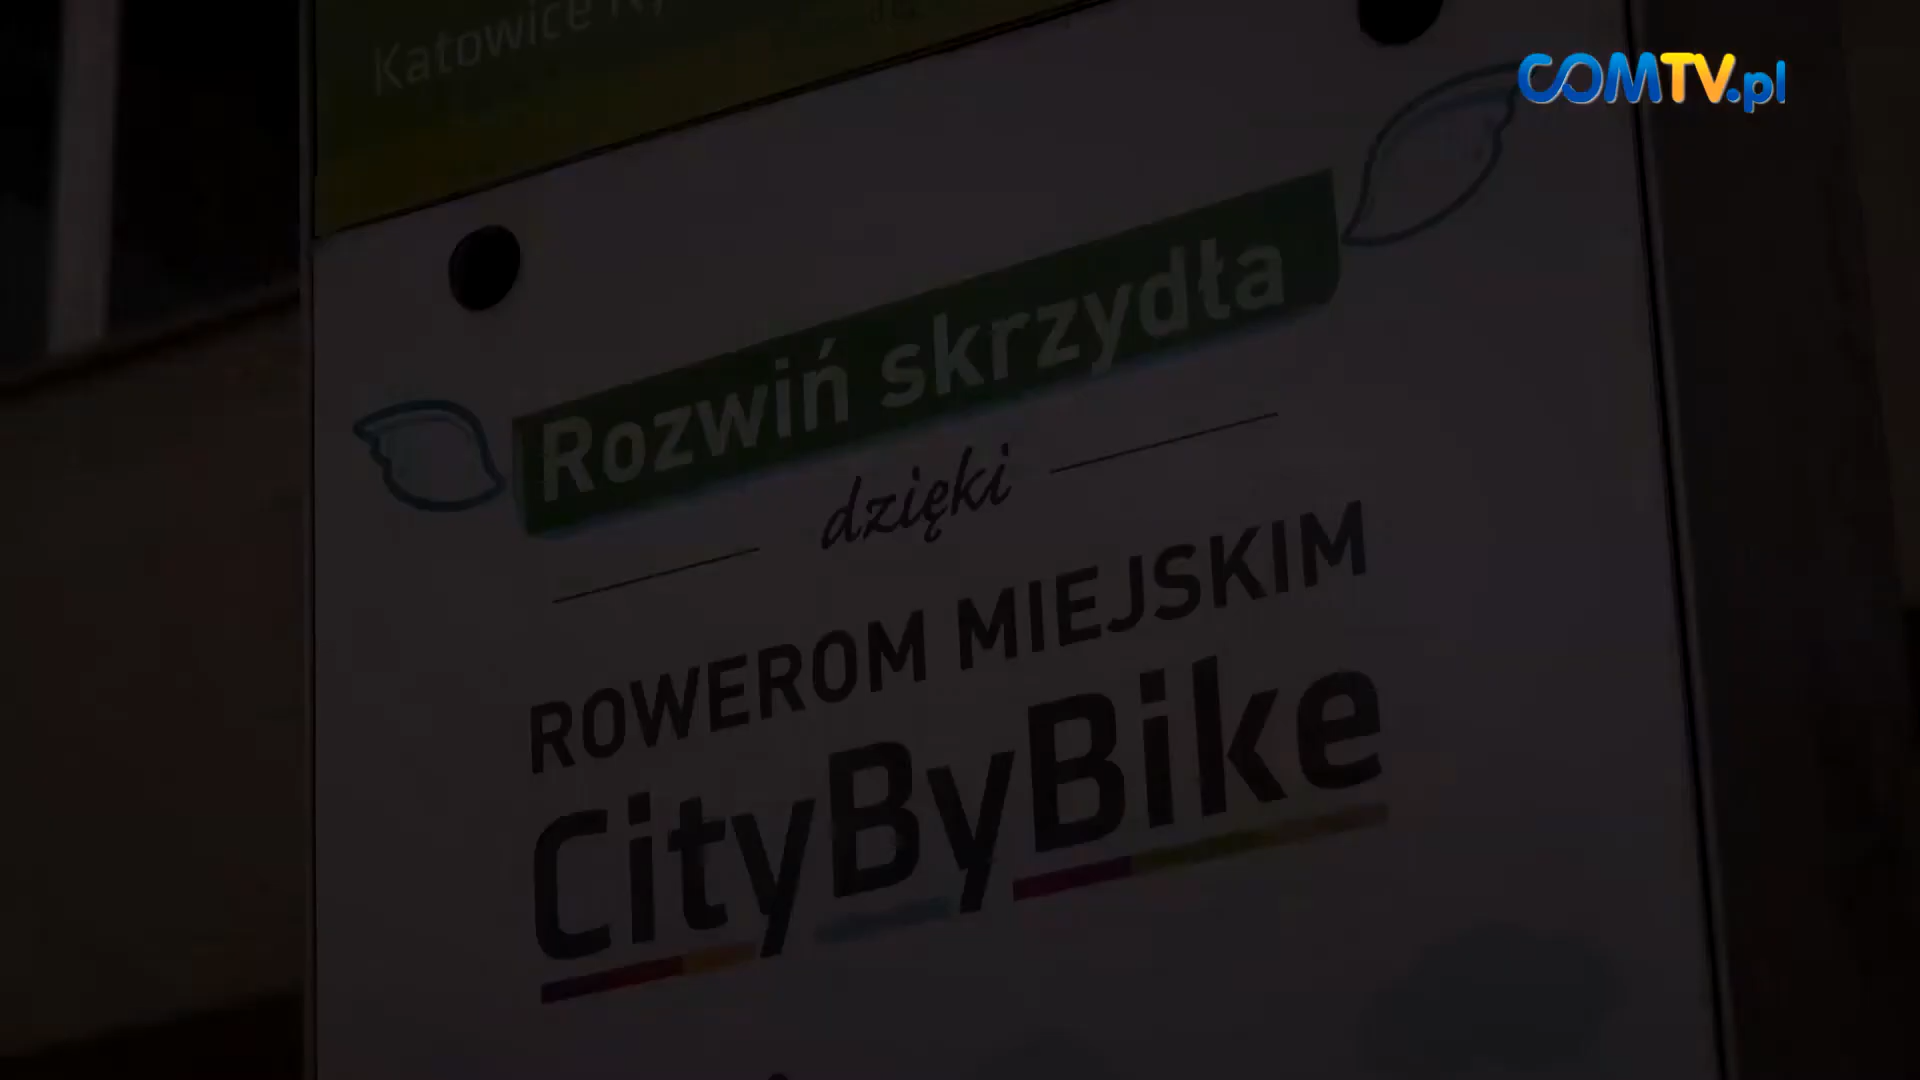 Katowice
COMTV.pl
Rozwiń skrzydła
dzięki
ROWEROM MIEJSKIM
CityByBike